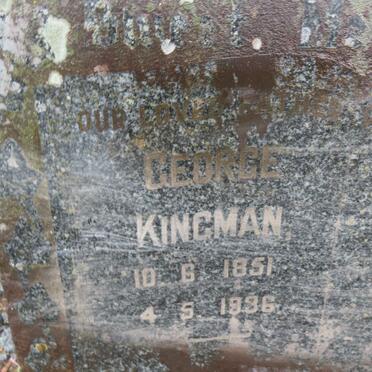 OUR LOVED FATHER
GEORGE
KINGMAN
10. 6. 1851
4. 5. 1936.